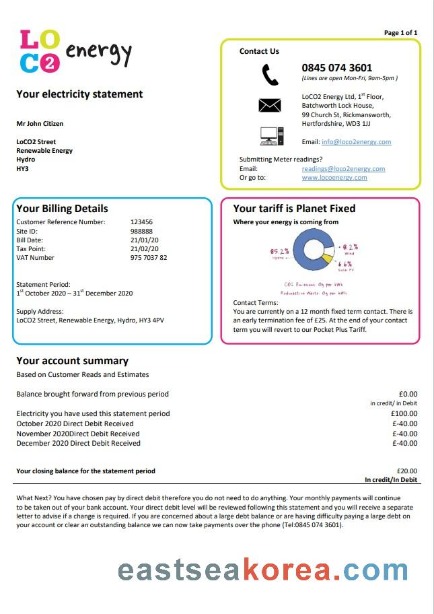 Page 1 of 1
LO
CO2 energy
Your electricity statement
Mr John Citizen
LoCO2 Street
Renewable Energy
Hydro
HY3
Contact Us
0845 074 3601
(Lines are open Mon-Fri, 9am-5pm )
LoCO2 Energy Ltd, 1st Floor,
Batchworth Lock House,
99 Church St, Rickmansworth,
Hertfordshire, WD3 1JJ
Email: info@loco2energy.com
Submitting Meter readings?
Email: readings@loco2energy.com
Or go to: www.locoenergy.com
Your Billing Details
Customer Reference Number: 123456
Site ID: 988888
Bill Date: 21/01/20
Tax Point: 21/02/20
VAT Number 975 7037 82
Statement Period:
1st October 2020 – 31st December 2020
Supply Address:
LoCO2 Street, Renewable Energy, Hydro, HY3 4PV
Your tariff is Planet Fixed
Where your energy is coming from
Contact Terms:
You are currently on a 12 month fixed term contact. There is
an early termination fee of £25. At the end of your contact
term you will revert to our Pocket Plus Tariff.
Your account summary
Based on Customer Reads and Estimates
Balance brought forward from previous period £0.00
in credit/ in Debit
Electricity you have used this statement period £100.00
October 2020 Direct Debit Received £-40.00
November 2020Direct Debit Received £-40.00
December 2020 Direct Debit Received £-40.00
Your closing balance for the statement period £20.00
In credit/In Debit
What Next? You have chosen pay by direct debit therefore you do not need to do anything. Your monthly payments will continue
to be taken out of your bank account. Your direct debit level will be reviewed following this statement and you will receive a separate
letter to advise if a change is required. If you are concerned about a large debt balance or are having difficulty paying a large debt on
your account or clear an outstanding balance we can now take payments over the phone (Tel:0845 074 3601).
eastseakorea.com